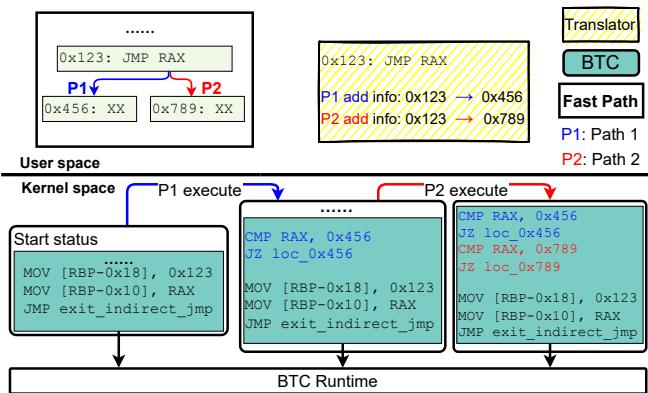 ......
0x123: JMP RAX
P1
P2
0x456: XX
0x789: XX
0x123: JMP RAX
P1 add info: 0x123 → 0x456
P2 add info: 0x123 → 0x789
Translator
BTC
Fast Path
P1: Path 1
P2: Path 2
User space
Kernel space
P1 execute
P2 execute
Start status
......
MOV [RBP-0x18], 0x123
MOV [RBP-0x10], RAX
JMP exit_indirect_jmp
......
CMP RAX, 0x456
JZ loc_0x456
MOV [RBP-0x18], 0x123
MOV [RBP-0x10], RAX
JMP exit_indirect_jmp
CMP RAX, 0x456
JZ loc_0x456
CMP RAX, 0x789
JZ loc_0x789
MOV [RBP-0x18], 0x123
MOV [RBP-0x10], RAX
JMP exit_indirect_jmp
BTC Runtime